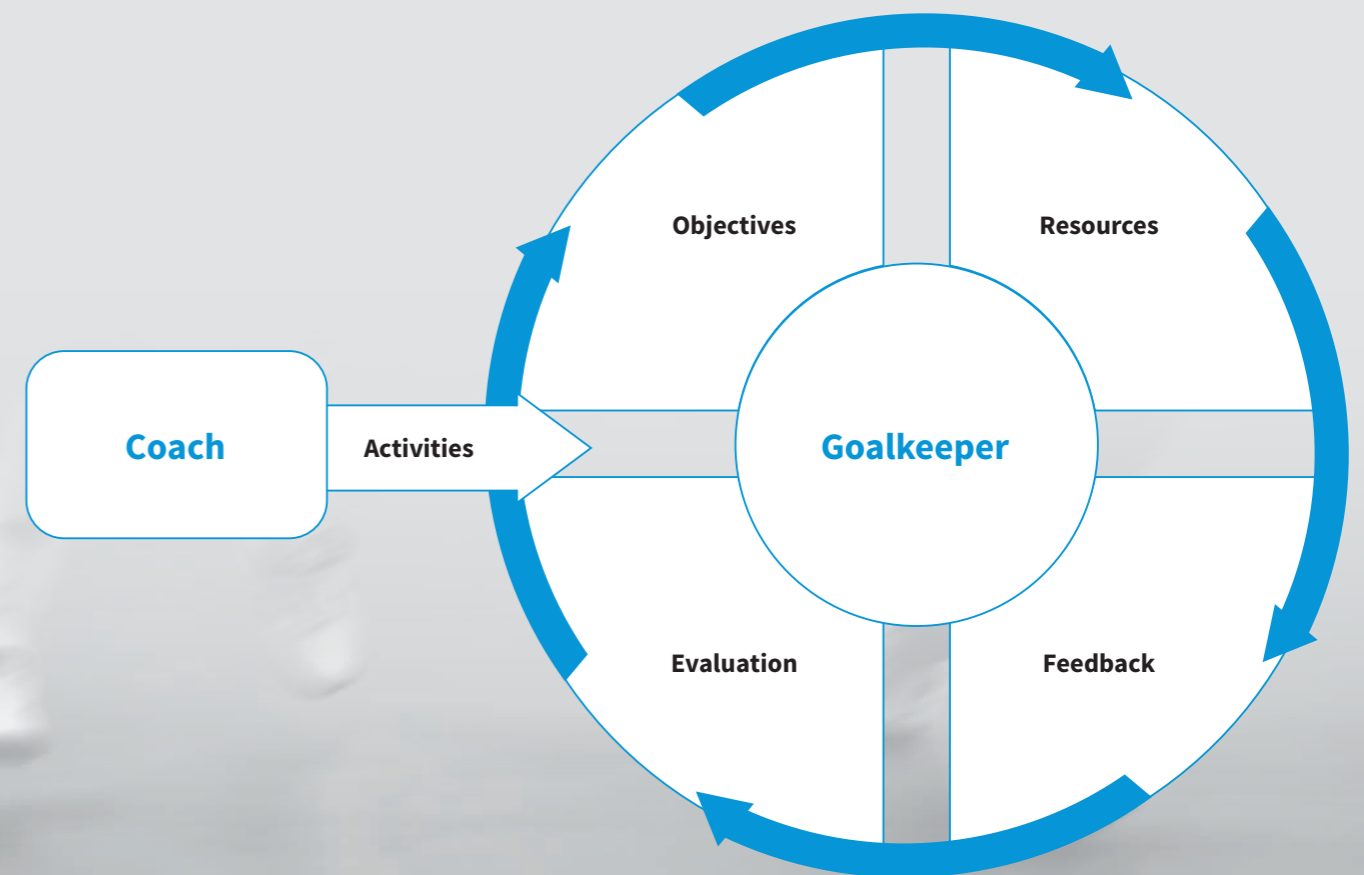 Objectives
Resources
Coach
Activities
Goalkeeper
Evaluation
Feedback